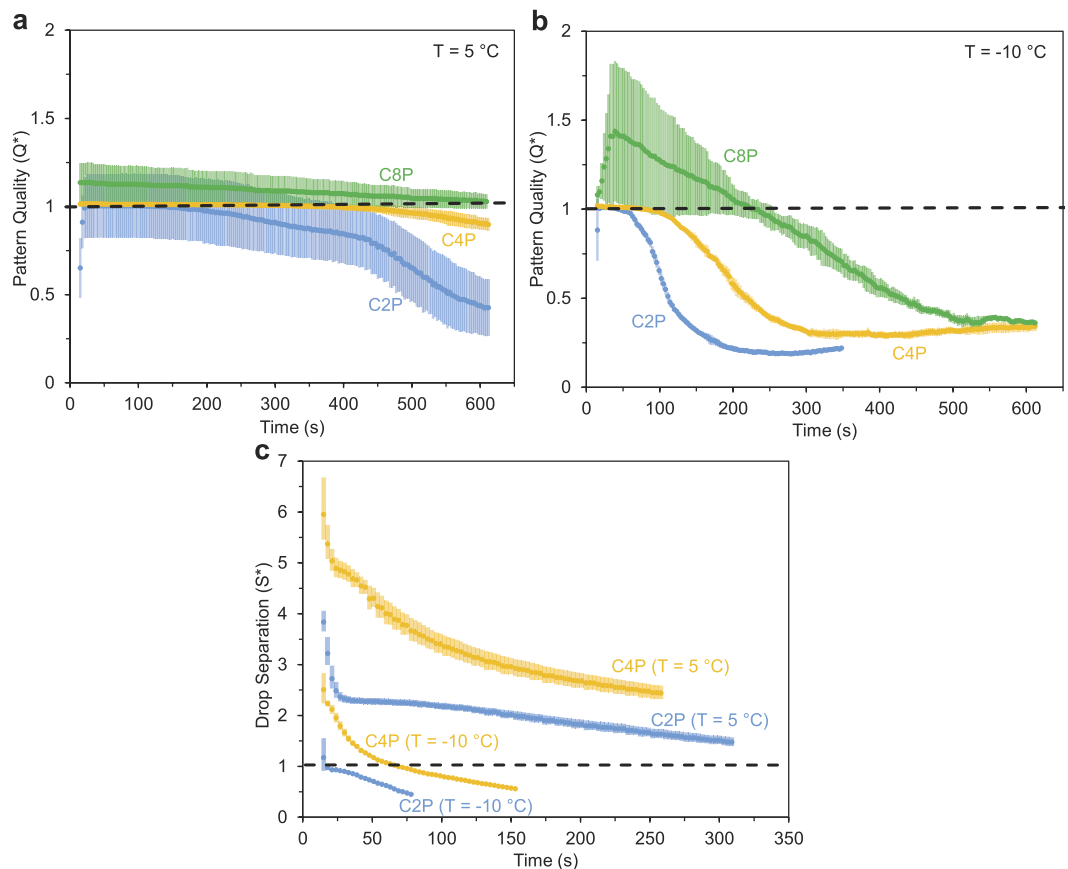 a
T = 5 °C
Pattern Quality (Q*)
2
1.5
1
0.5
0
C8P
C4P
C2P
0
100
200
300
400
500
600
Time (s)
b
T = -10 °C
Pattern Quality (Q*)
2
1.5
1
0.5
0
C8P
C2P
C4P
0
100
200
300
400
500
600
Time (s)
c
Drop Separation (S*)
7
6
5
4
3
2
1
0
C4P (T = 5 °C)
C2P (T = 5 °C)
C4P (T = -10 °C)
C2P (T = -10 °C)
0
50
100
150
200
250
300
350
Time (s)